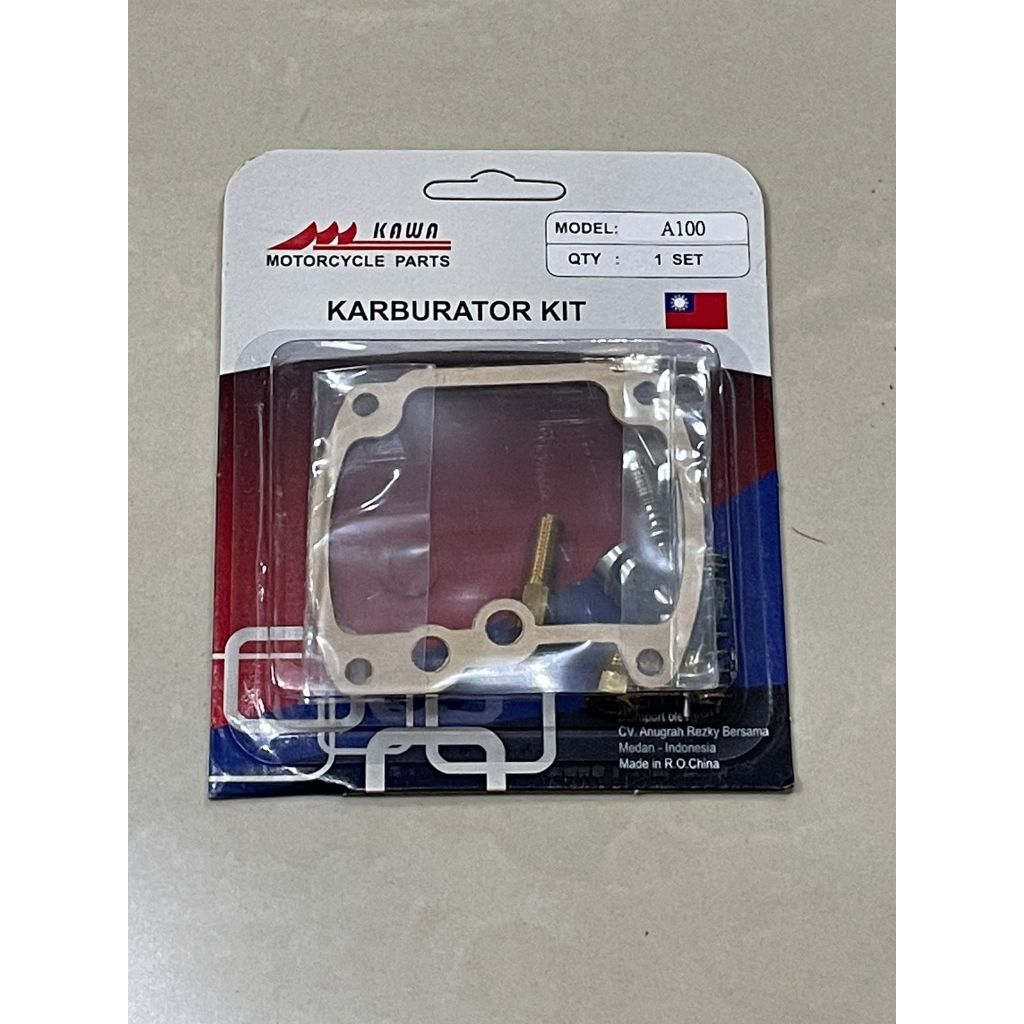 KAWA
MOTORCYCLE PARTS
MODEL: A100
QTY : 1 SET
KARBURATOR KIT
CV. Anugrah Rezky Bersama
Medan - Indonesia
Made in R.O.China